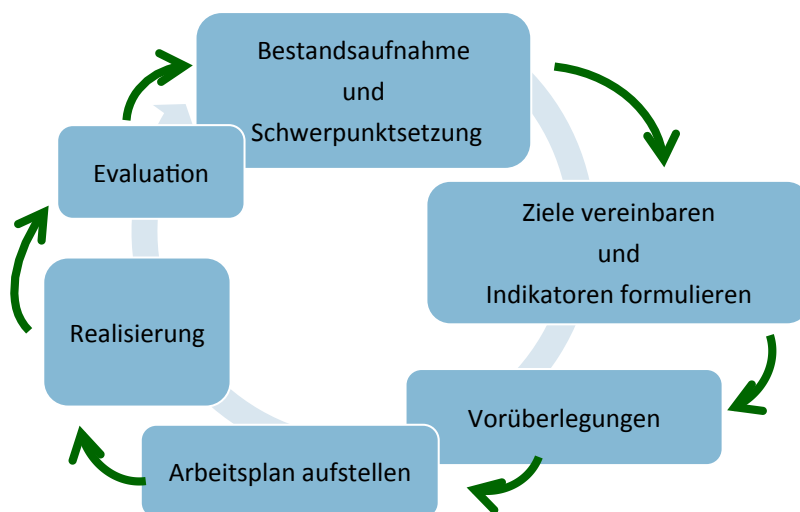 Bestandsaufnahme
und
Schwerpunktsetzung
Ziele vereinbaren
und
Indikatoren formulieren
Vorüberlegungen
Arbeitsplan aufstellen
Realisierung
Evaluation